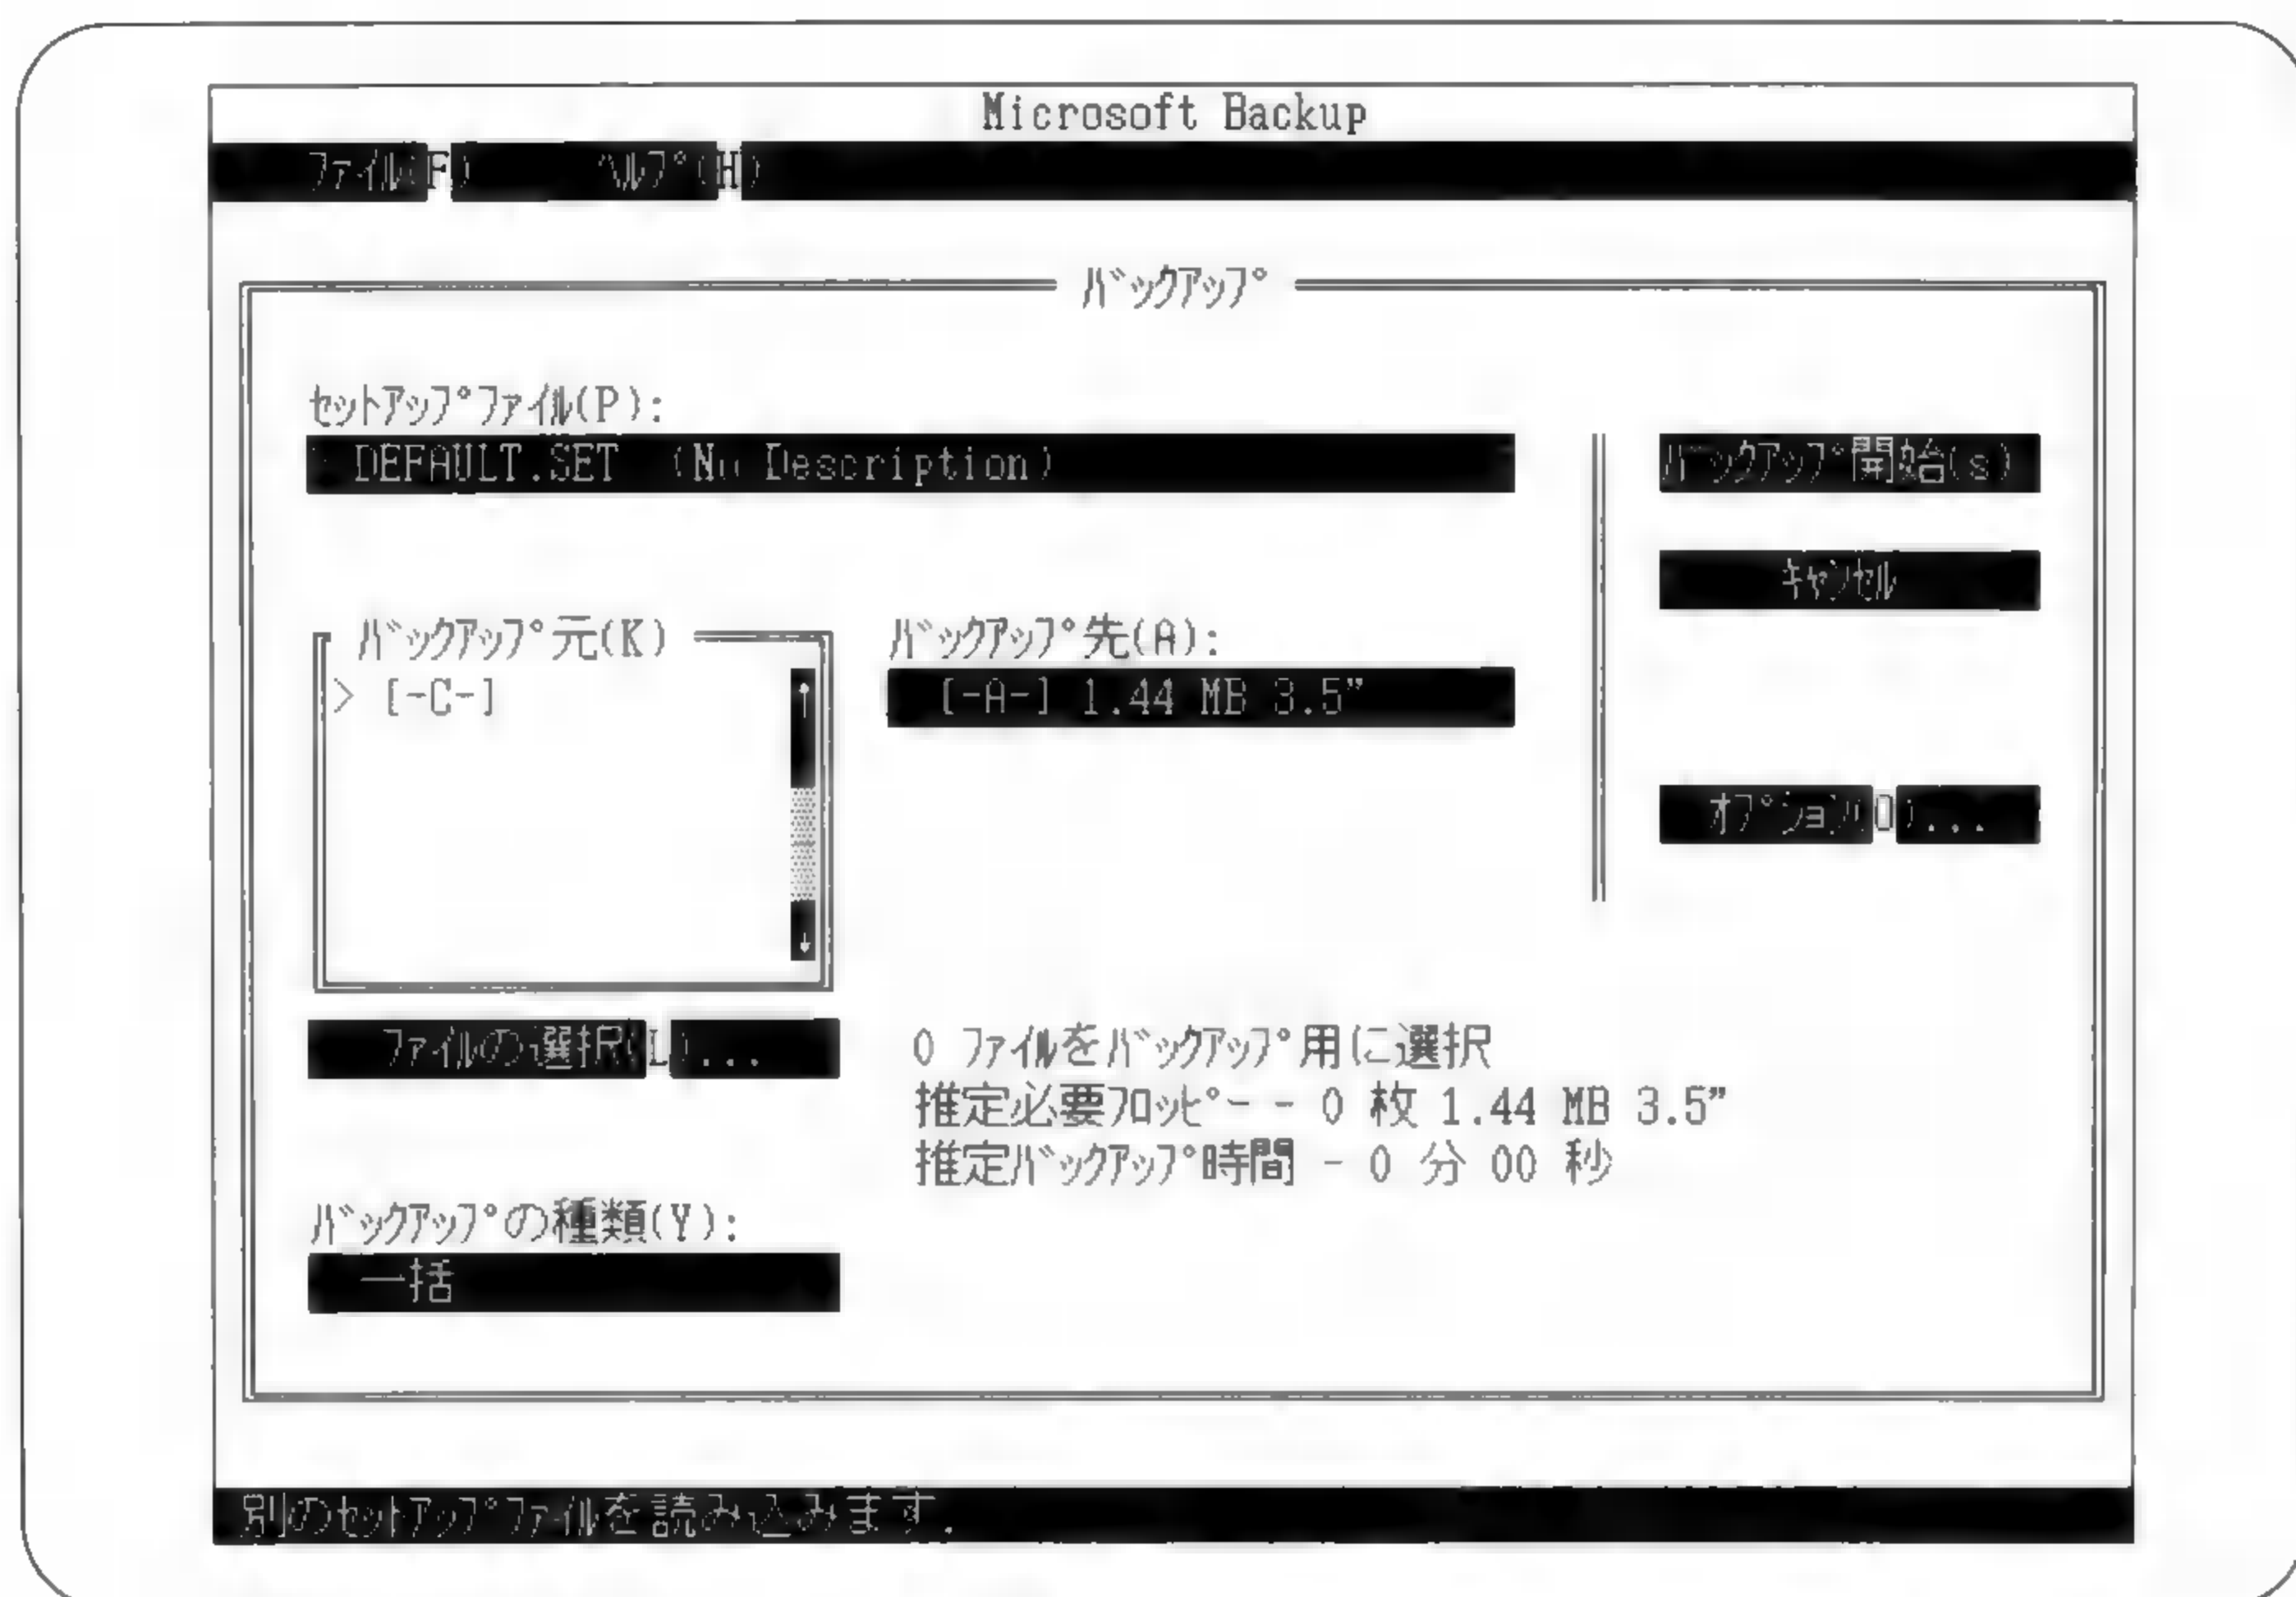 Microsoft Backup
ﾌｧｲﾙ(F) ﾍﾙﾌﾟ(H)
ﾊﾞｯｸｱｯﾌﾟ
ｾｯﾄｱｯﾌﾟﾌｧｲﾙ(P):
DEFAULT.SET (No Description)
ﾊﾞｯｸｱｯﾌﾟ開始(s)
ｷｬﾝｾﾙ
ﾊﾞｯｸｱｯﾌﾟ元(K) ﾊﾞｯｸｱｯﾌﾟ先(A):
> [-C-] [-A-] 1.44 MB 3.5”
ｵﾌﾟｼｮﾝ(O)...
ﾌｧｲﾙの選択(L)... 0 ﾌｧｲﾙをﾊﾞｯｸｱｯﾌﾟ用に選択
推定必要ﾌﾛｯﾋﾟｰ - 0 枚 1.44 MB 3.5”
推定ﾊﾞｯｸｱｯﾌﾟ時間 - 0 分 00 秒
ﾊﾞｯｸｱｯﾌﾟの種類(Y):
一括
別のｾｯﾄｱｯﾌﾟﾌｧｲﾙを読み込みます.